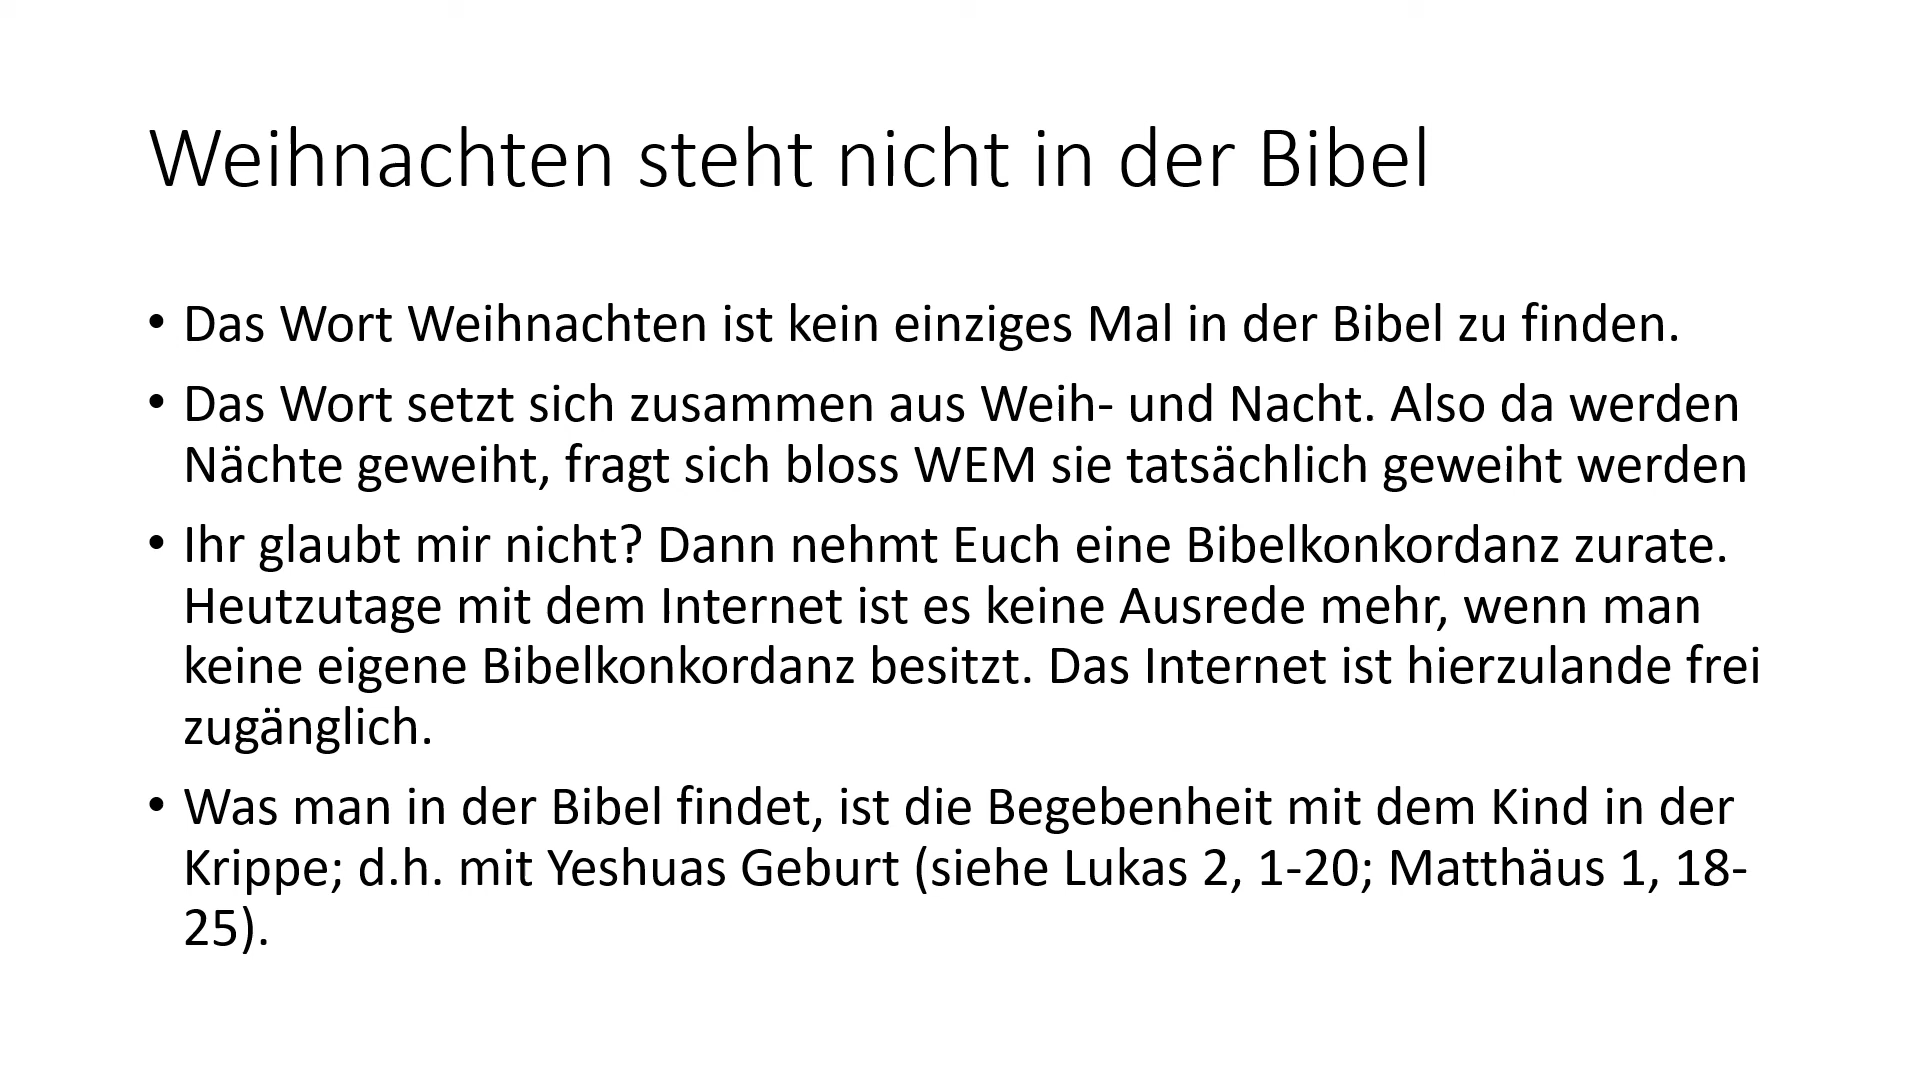 Weihnachten steht nicht in der Bibel
• Das Wort Weihnachten ist kein einziges Mal in der Bibel zu finden.
• Das Wort setzt sich zusammen aus Weih- und Nacht. Also da werden
Nächte geweiht, fragt sich bloss WEM sie tatsächlich geweiht werden
• Ihr glaubt mir nicht? Dann nehmt Euch eine Bibelkonkordanz zurate.
Heutzutage mit dem Internet ist es keine Ausrede mehr, wenn man
keine eigene Bibelkonkordanz besitzt. Das Internet ist hierzulande frei
zugänglich.
• Was man in der Bibel findet, ist die Begebenheit mit dem Kind in der
Krippe; d.h. mit Yeshuas Geburt (siehe Lukas 2, 1-20; Matthäus 1, 18-
25).